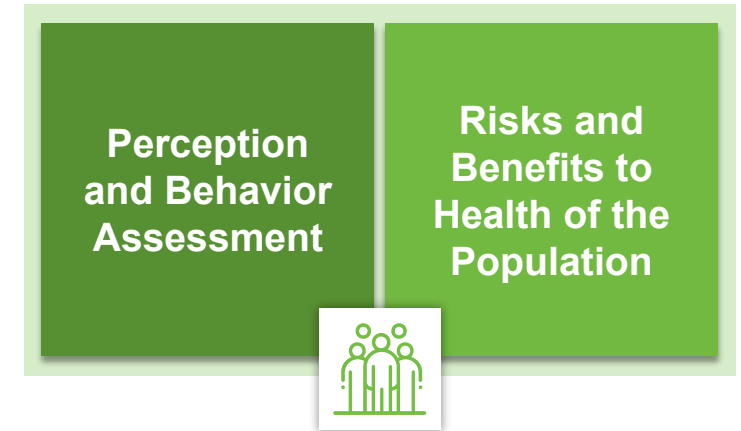 Perception
and Behavior
Assessment
Risks and
Benefits to
Health of the
Population